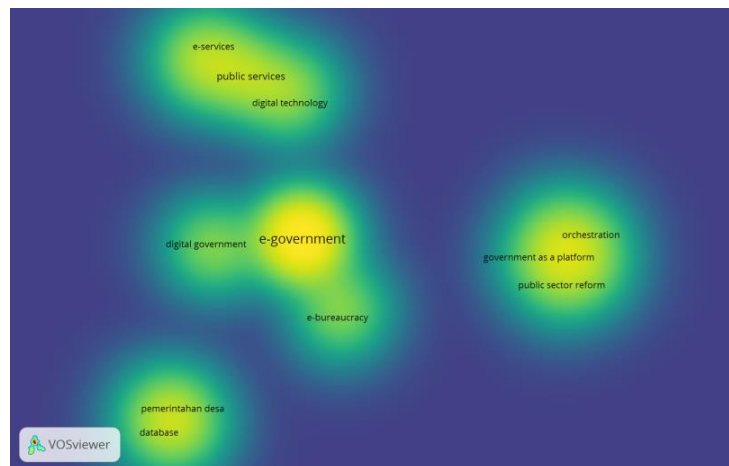 e-services
public services
digital technology
orchestration
e-government
digital government
government as a platform
public sector reform
e-bureaucracy
pemerintahan desa
database
VOSviewer